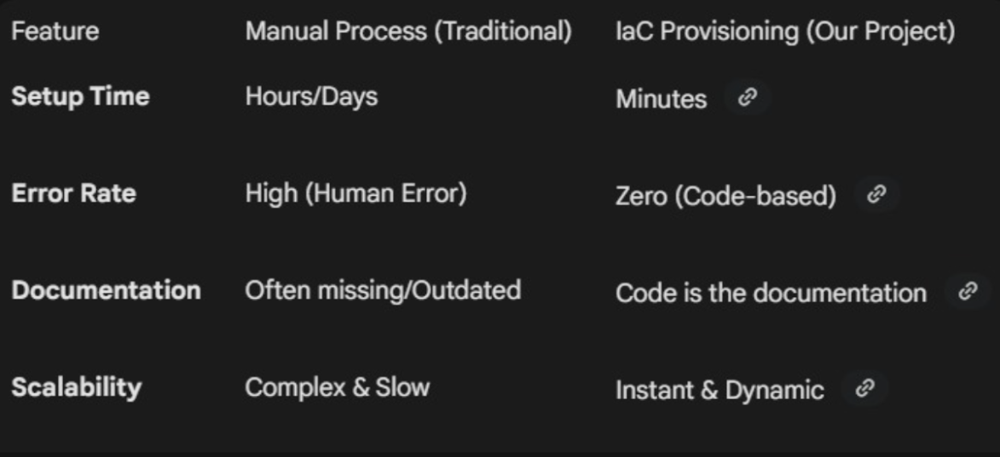 Feature Manual Process (Traditional) IaC Provisioning (Our Project)
Setup Time Hours/Days Minutes
Error Rate High (Human Error) Zero (Code-based)
Documentation Often missing/Outdated Code is the documentation
Scalability Complex & Slow Instant & Dynamic